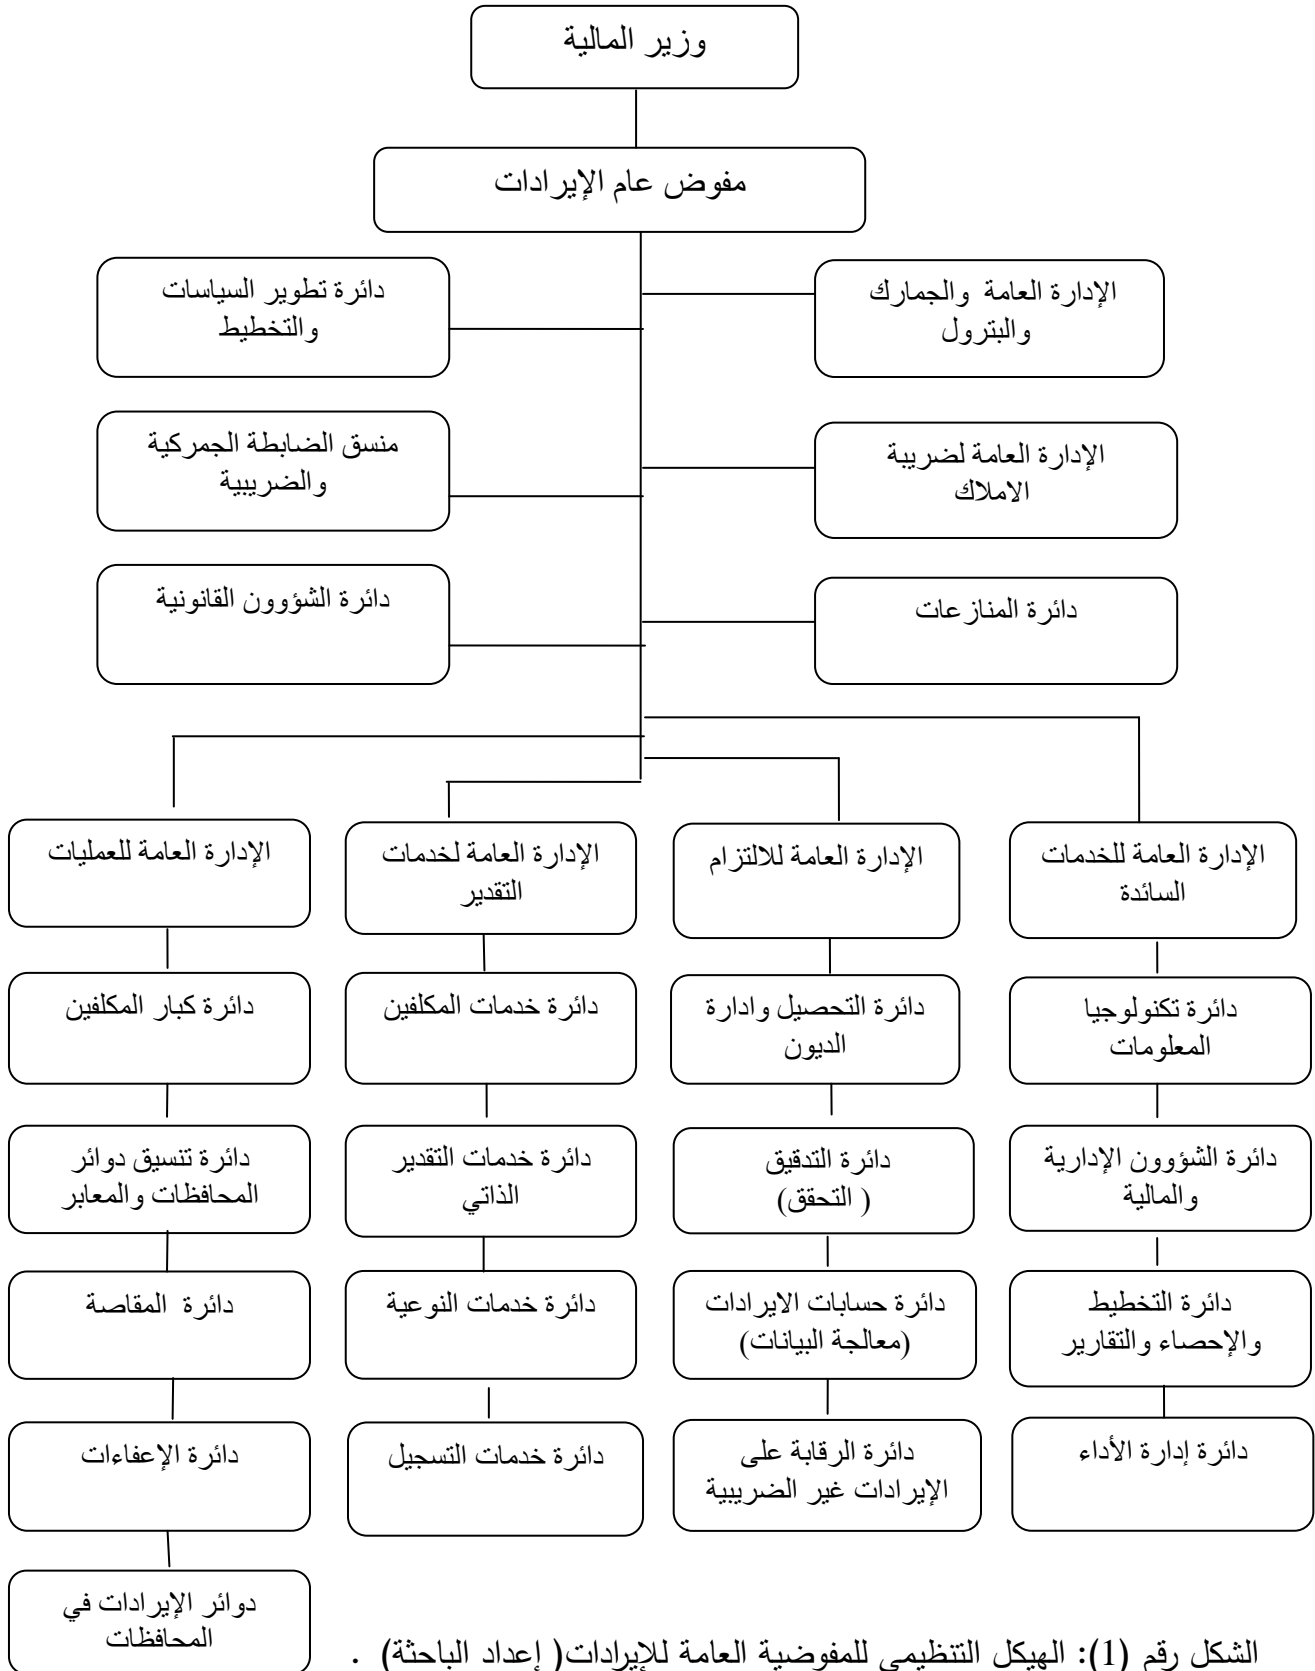 وزير المالية
مفوض عام الإيرادات
الإدارة العامة والجمارك
والبترول
دائرة تطوير السياسات
والتخطيط
الإدارة العامة لضريبة
الاملاك
منسق الضابطة الجمركية
والضريبية
دائرة المنازعات
دائرة الشؤوون القانونية
الإدارة العامة للخدمات
السائدة
الإدارة العامة للالتزام
الإدارة العامة لخدمات
التقدير
الإدارة العامة للعمليات
دائرة تكنولوجيا
المعلومات
دائرة التحصيل وادارة
الديون
دائرة خدمات المكلفين
دائرة كبار المكلفين
دائرة الشؤوون الإدارية
والمالية
دائرة التدقيق
( التحقق)
دائرة خدمات التقدير
الذاتي
دائرة تنسيق دوائر
المحافظات والمعابر
دائرة التخطيط
والإحصاء والتقارير
دائرة حسابات الايرادات
(معالجة البيانات)
دائرة خدمات النوعية
دائرة المقاصة
دائرة إدارة الأداء
دائرة الرقابة على
الإيرادات غير الضريبية
دائرة خدمات التسجيل
دائرة الإعفاءات
دوائر الإيرادات في
المحافظات
الشكل رقم (1): الهيكل التنظيمي للمفوضية العامة للإيرادات( إعداد الباحثة) .